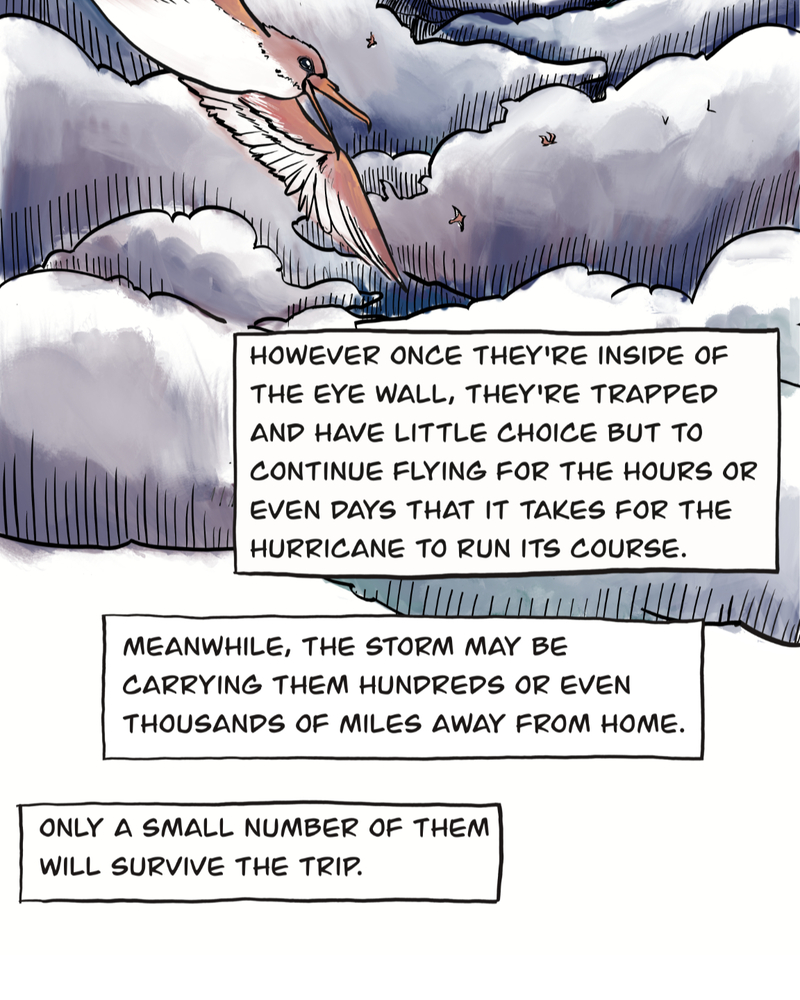 HOWEVER ONCE THEY'RE INSIDE OF
THE EYE WALL, THEY'RE TRAPPED
AND HAVE LITTLE CHOICE BUT TO
CONTINUE FLYING FOR THE HOURS OR
EVEN DAYS THAT IT TAKES FOR THE
HURRICANE TO RUN ITS COURSE.
MEANWHILE, THE STORM MAY BE
CARRYING THEM HUNDREDS OR EVEN
THOUSANDS OF MILES AWAY FROM HOME.
ONLY A SMALL NUMBER OF THEM
WILL SURVIVE THE TRIP.